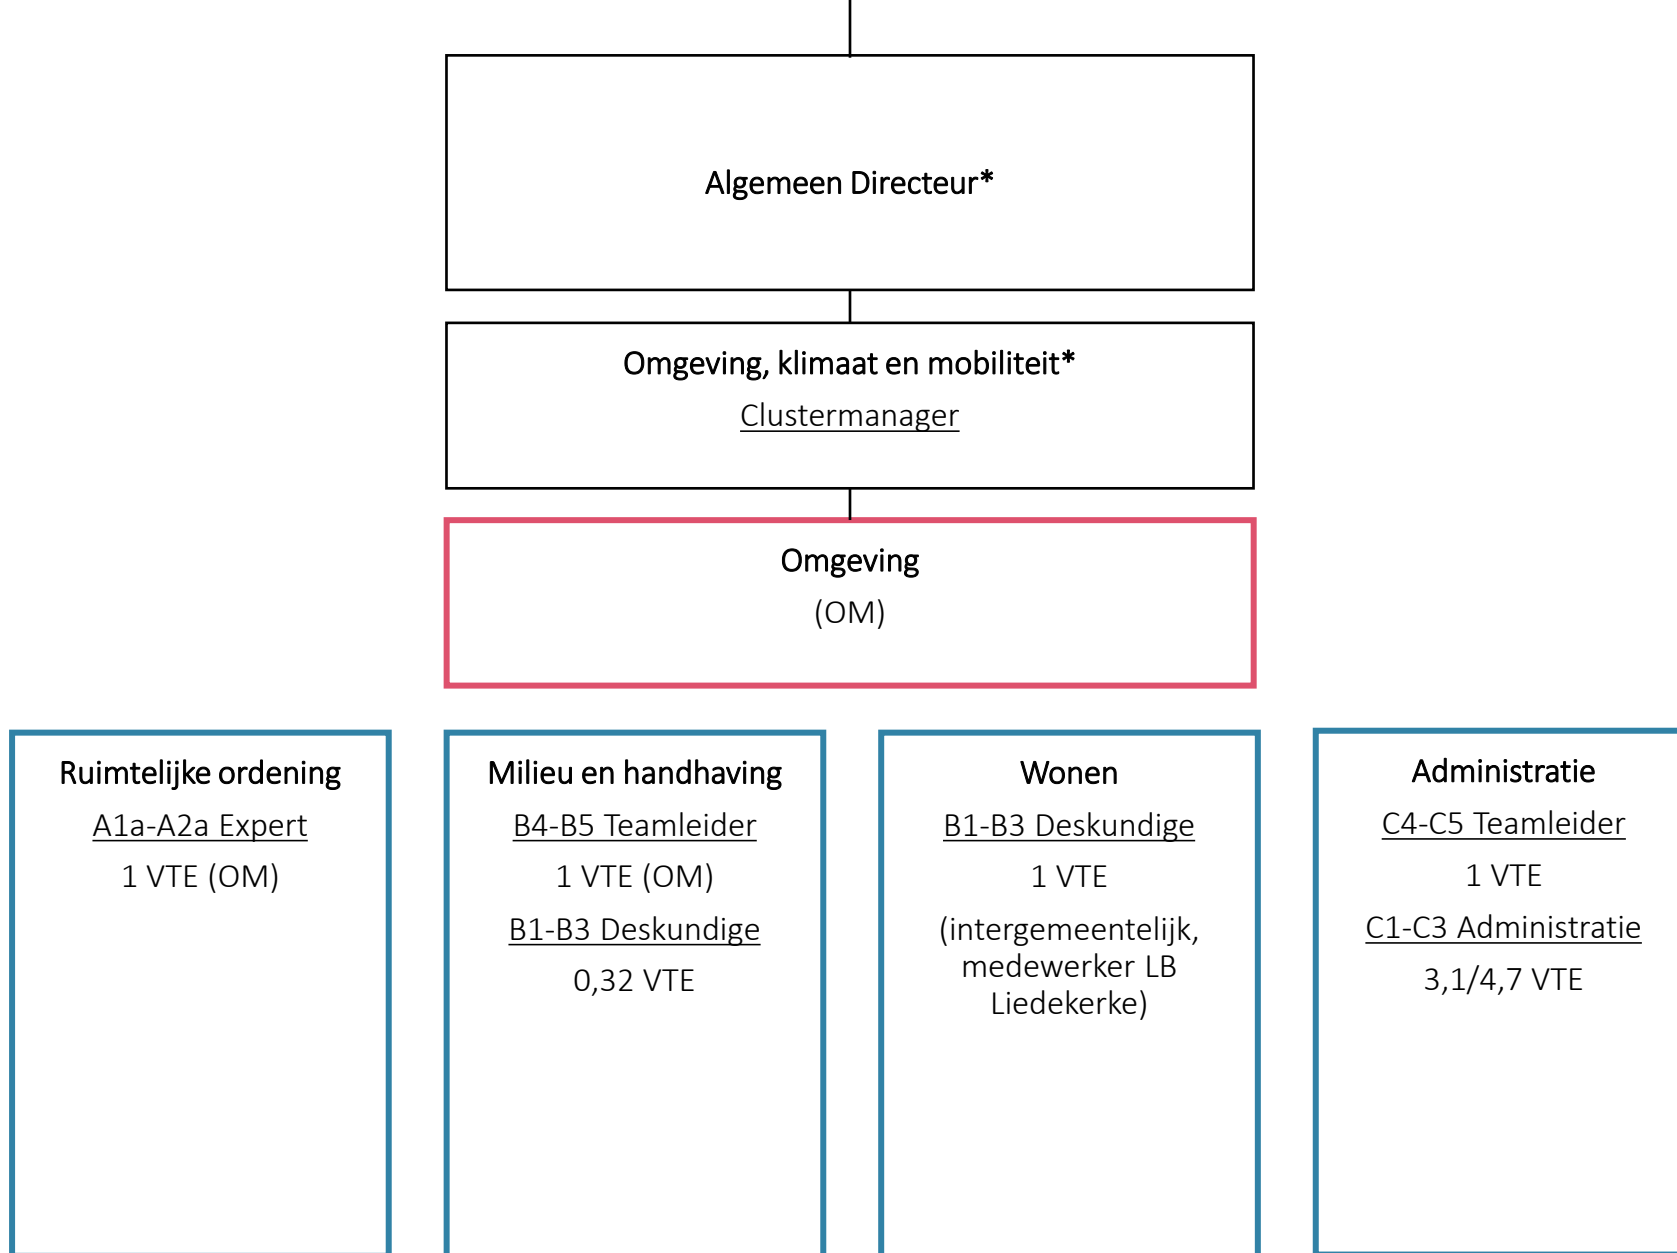 Algemeen Directeur*
Omgeving, klimaat en mobiliteit*
Clustermanager
Omgeving
(OM)
Ruimtelijke ordening
A1a-A2a Expert
1 VTE (OM)
Milieu en handhaving
B4-B5 Teamleider
1 VTE (OM)
B1-B3 Deskundige
0,32 VTE
Wonen
B1-B3 Deskundige
1 VTE
(intergemeentelijk,
medewerker LB
Liedekerke)
Administratie
C4-C5 Teamleider
1 VTE
C1-C3 Administratie
3,1/4,7 VTE